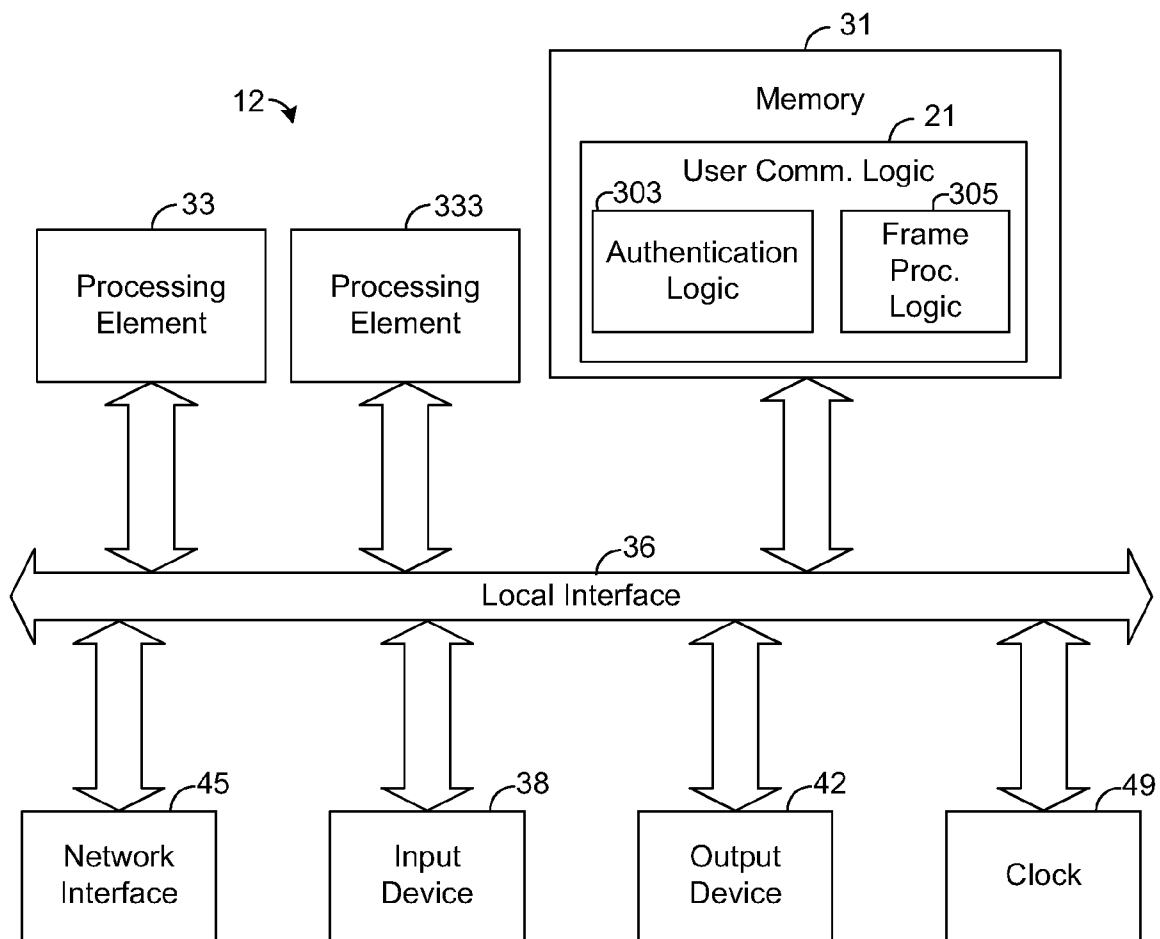 31
12
Memory
21
User Comm. Logic
33
333
303
305
Processing
Element
Processing
Element
Authentication
Logic
Frame
Proc.
Logic
36
Local Interface
45
38
42
49
Network
Interface
Input
Device
Output
Device
Clock